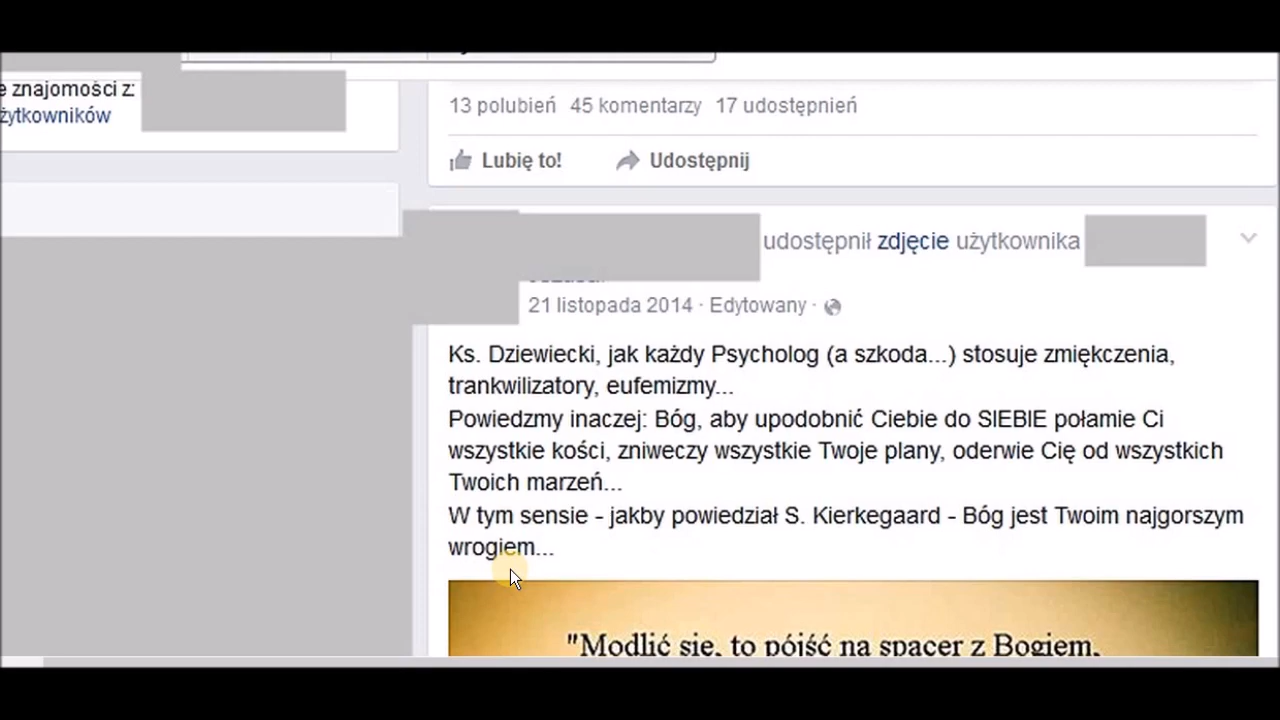 e znajomości z:
żytkowników
13 polubień 45 komentarzy 17 udostępnień
Lubię to! Udostępnij
udostępnił zdjęcie użytkownika
21 listopada 2014 · Edytowany ·
Ks. Dziewiecki, jak każdy Psycholog (a szkoda...) stosuje zmiękczenia,
trankwilizatory, eufemizmy...
Powiedzmy inaczej: Bóg, aby upodobnić Ciebie do SIEBIE połamie Ci
wszystkie kości, zniweczy wszystkie Twoje plany, oderwie Cię od wszystkich
Twoich marzeń...
W tym sensie - jakby powiedział S. Kierkegaard - Bóg jest Twoim najgorszym
wrogiem...
"Modlić się, to pójść na spacer z Bogiem,